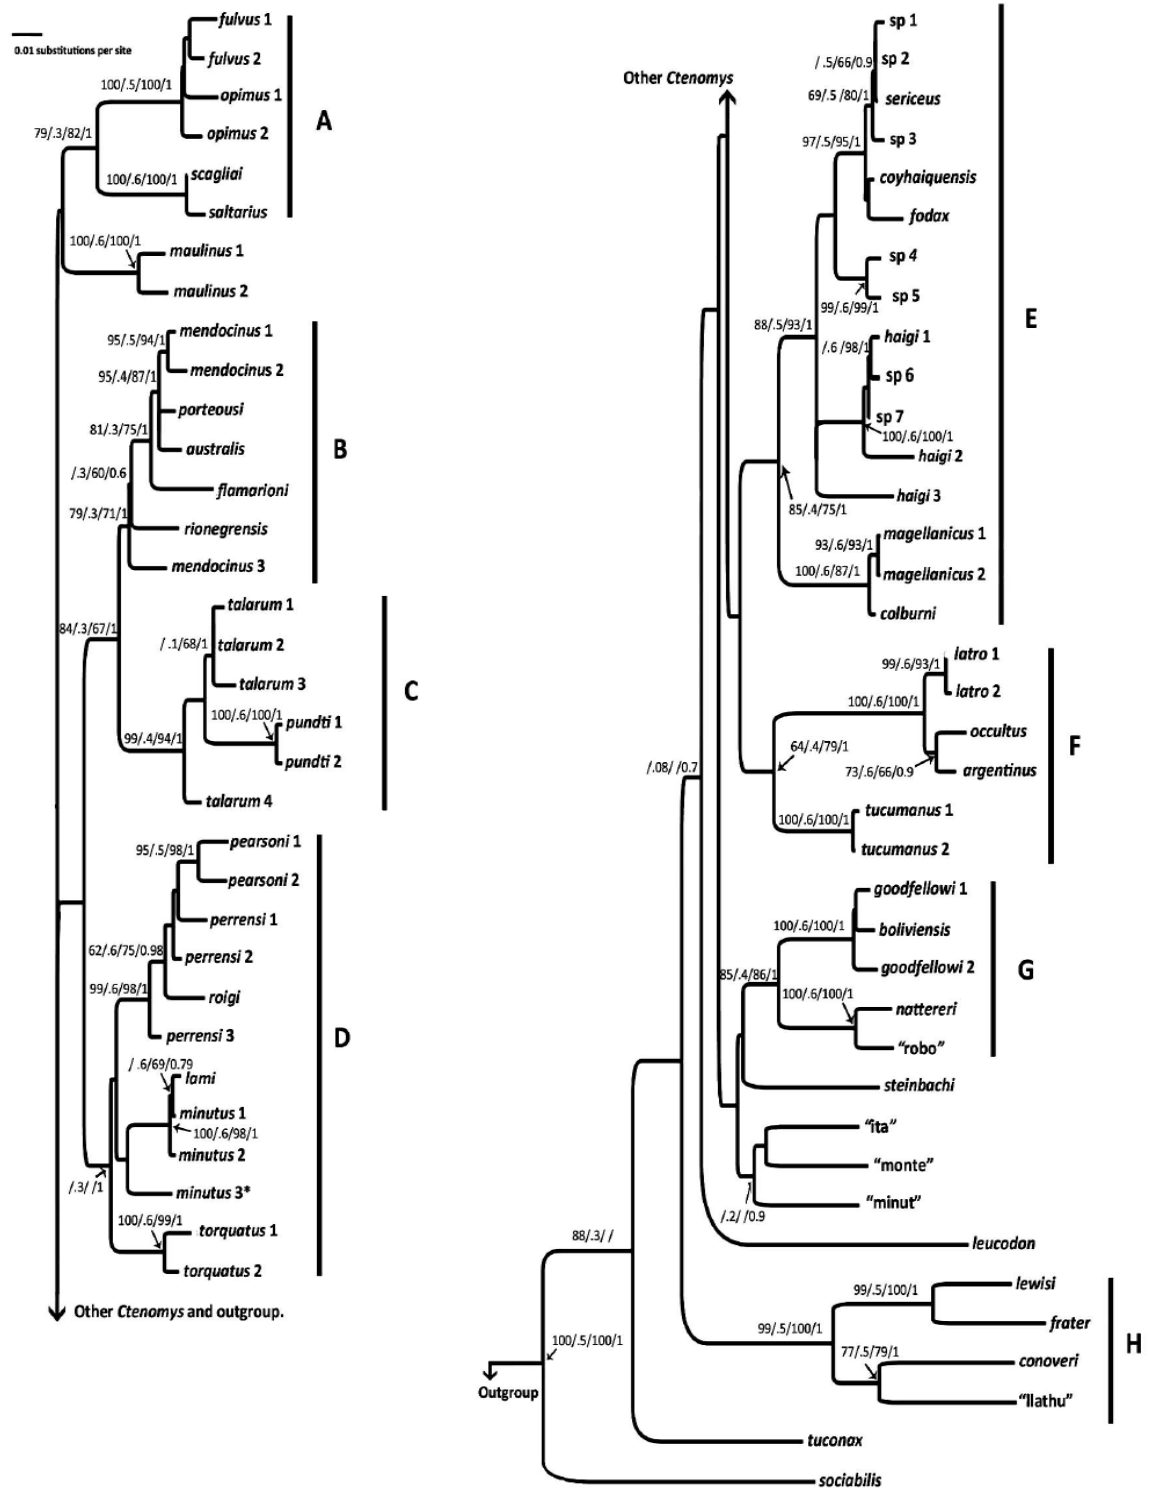 0.01 substitutions per site
fulvus 1
fulvus 2
100/.5/100/1
opimus 1
opimus 2
A
79/.3/82/1
100/.6/100/1
scagliai
saltarius
100/.6/100/1
maulinus 1
maulinus 2
95/.5/94/1
mendocinus 1
mendocinus 2
95/.4/87/1
porteousi
81/.3/75/1
australis
B
/.3/60/0.6
flamarioni
79/.3/71/1
rionegrensis
mendocinus 3
talarum 1
84/.3/67/1
/ .1/68/1
talarum 2
talarum 3
C
100/.6/100/1
pundti 1
99/.4/94/1
pundti 2
talarum 4
95/.5/98/1
pearsoni 1
pearsoni 2
perrensi 1
62/.6/75/0.98
perrensi 2
99/.6/98/1
roigi
perrensi 3
D
/ .6/69/0.79
lami
minutus 1
100/.6/98/1
minutus 2
/.3/ /1
minutus 3*
100/.6/99/1
torquatus 1
torquatus 2
Other Ctenomys and outgroup.
Other Ctenomys
sp 1
/ .5/66/0.9
sp 2
69/.5 /80/1
sericeus
97/.5/95/1
sp 3
coyhaiquensis
fodax
sp 4
99/.6/99/1
sp 5
E
88/.5/93/1
/.6 /98/1
haigi 1
sp 6
sp 7
100/.6/100/1
haigi 2
haigi 3
85/.4/75/1
93/.6/93/1
magellanicus 1
100/.6/87/1
magellanicus 2
colburni
99/.6/93/1
latro 1
latro 2
100/.6/100/1
occultus
F
64/.4/79/1
73/.6/66/0.9
argentinus
/.08/ /0.7
100/.6/100/1
tucumanus 1
tucumanus 2
goodfellowi 1
100/.6/100/1
boliviensis
goodfellowi 2
G
85/.4/86/1
100/.6/100/1
nattereri
“robo”
steinbachi
“ita”
“monte”
“minut”
/.2/ /0.9
leucodon
88/.3/ /
99/.5/100/1
lewisi
frater
99/.5/100/1
H
77/.5/79/1
conoveri
“llathu”
100/.5/100/1
Outgroup
tuconax
sociabilis